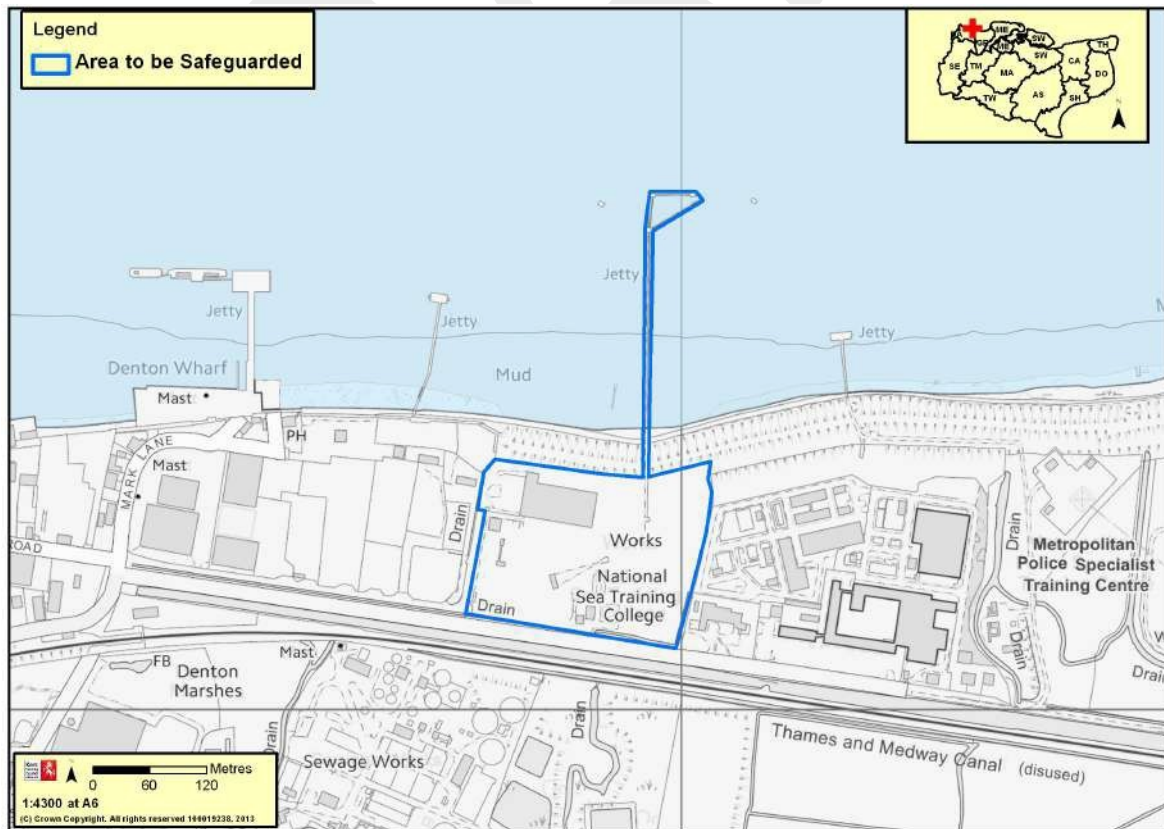 Legend
Area to be Safeguarded
ME
SW
SE
TM
MA
SW
CA
TH
DO
TW
AS
SH
N
Jetty
Jetty
Jetty
Jetty
Denton Wharf
Mast
Mud
M
PH
MARK LANE
Mast
Drain
ROAD
Works
National
Sea Training
College
Drain
Drain
Metropolitan
Police Specialist
Training Centre
Drain
Drain
Mast
FB
Denton
Marshes
Drain
Sewage Works
Drain
Thames and Medway Canal (disused)
Metres
0 60 120
1:4300 at A6
(C) Crown Copyright. All rights reserved 100019238, 2013